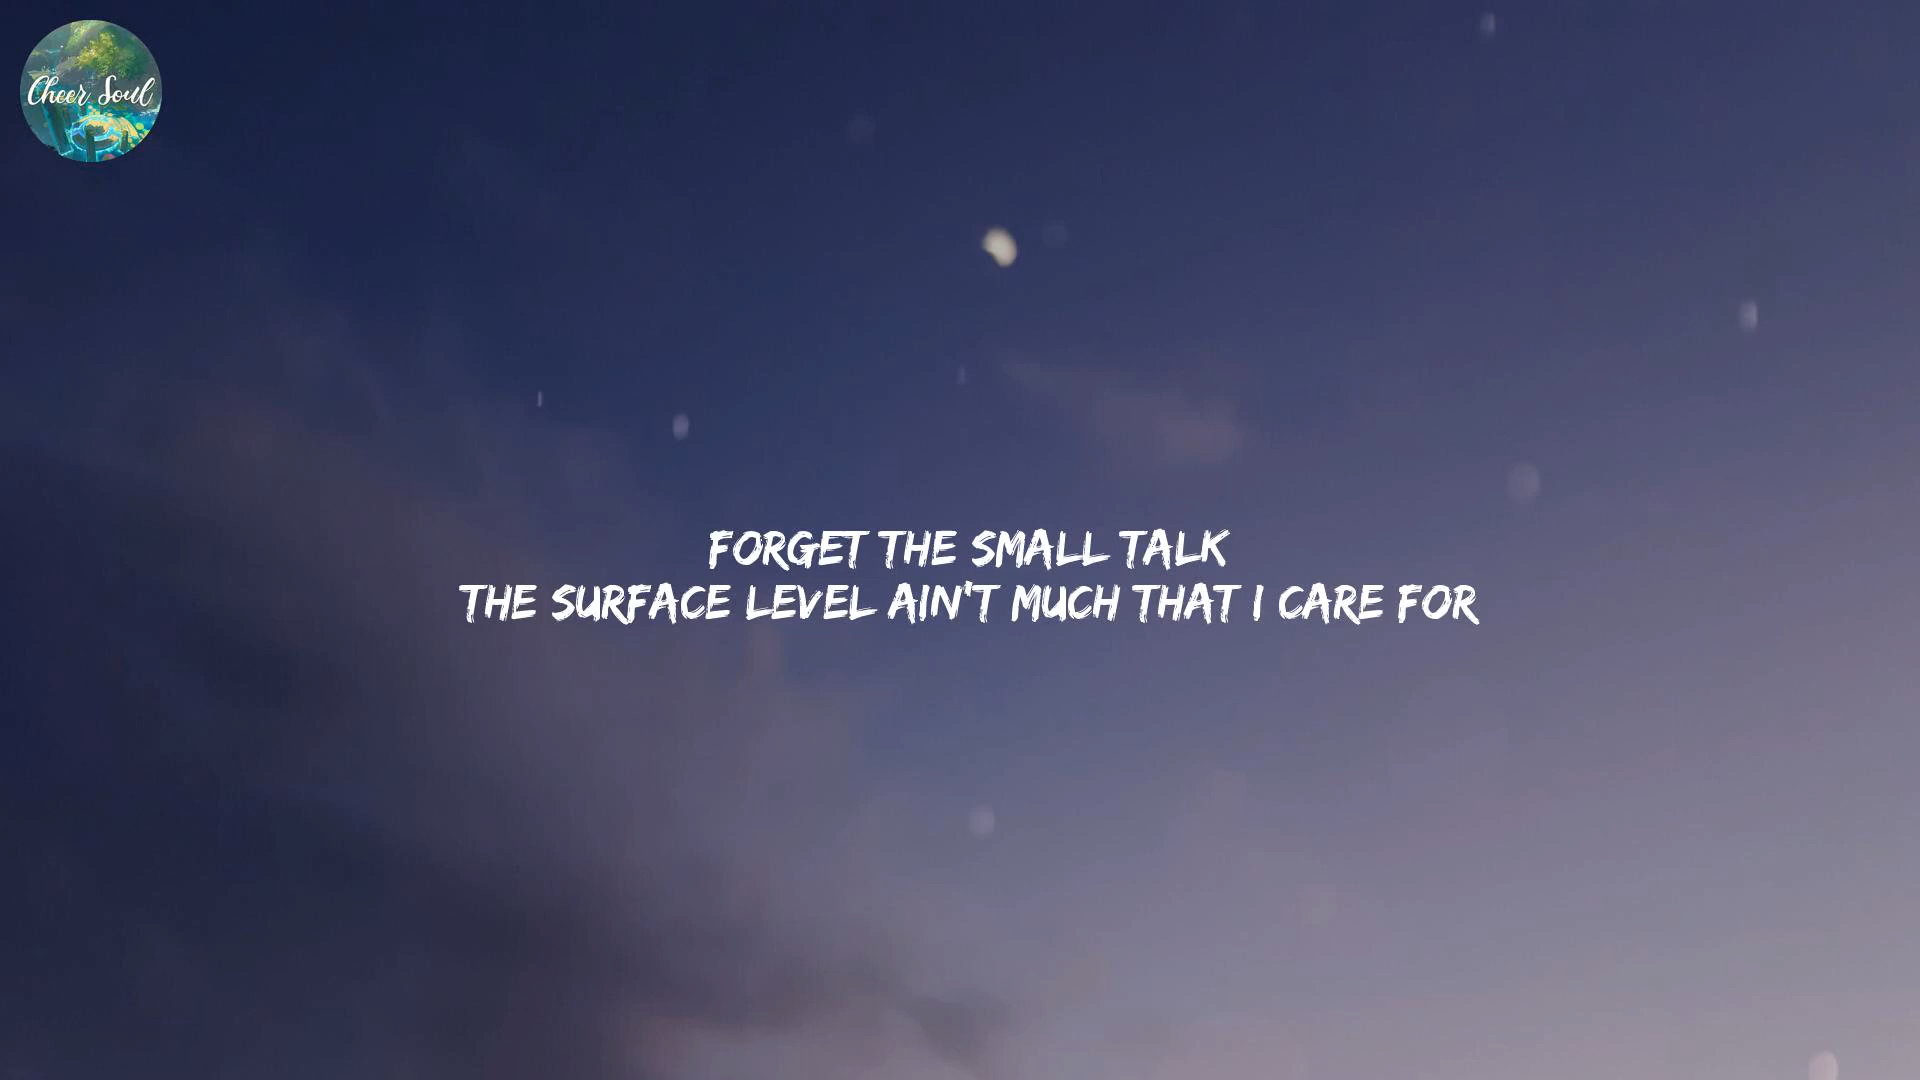 Cheer Soul
FORGET THE SMALL TALK
THE SURFACE LEVEL AIN'T MUCH THAT I CARE FOR